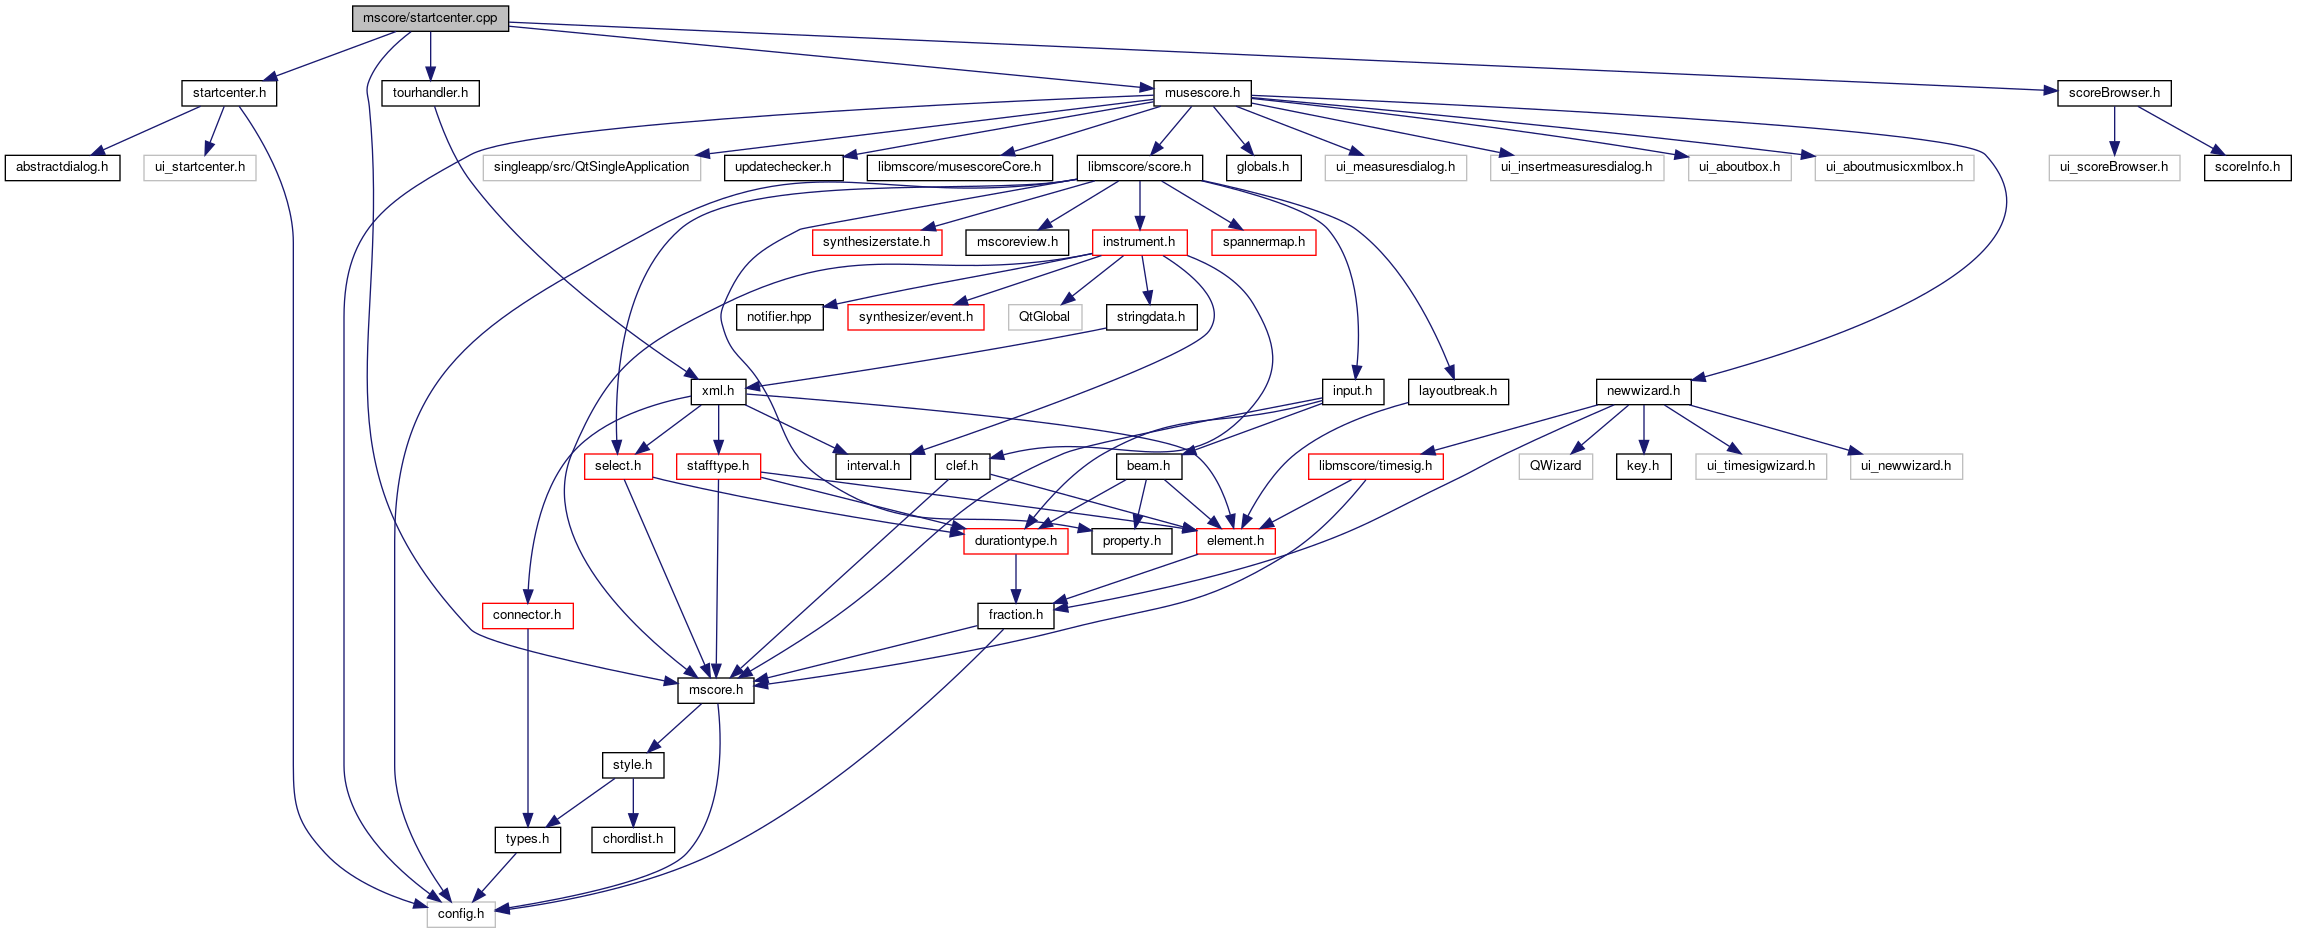 mscore/startcenter.cpp
startcenter.h
tourhandler.h
musescore.h
scoreBrowser.h
abstractdialog.h
ui_startcenter.h
singleapp/src/QtSingleApplication
updatechecker.h
libmscore/musescoreCore.h
libmscore/score.h
globals.h
ui_measuresdialog.h
ui_insertmeasuresdialog.h
ui_aboutbox.h
ui_aboutmusicxmlbox.h
ui_scoreBrowser.h
scoreInfo.h
synthesizerstate.h
mscoreview.h
instrument.h
spannermap.h
notifier.hpp
synthesizer/event.h
QtGlobal
stringdata.h
xml.h
input.h
layoutbreak.h
newwizard.h
select.h
stafftype.h
interval.h
clef.h
beam.h
libmscore/timesig.h
QWizard
key.h
ui_timesigwizard.h
ui_newwizard.h
durationtype.h
property.h
element.h
connector.h
fraction.h
mscore.h
style.h
types.h
chordlist.h
config.h